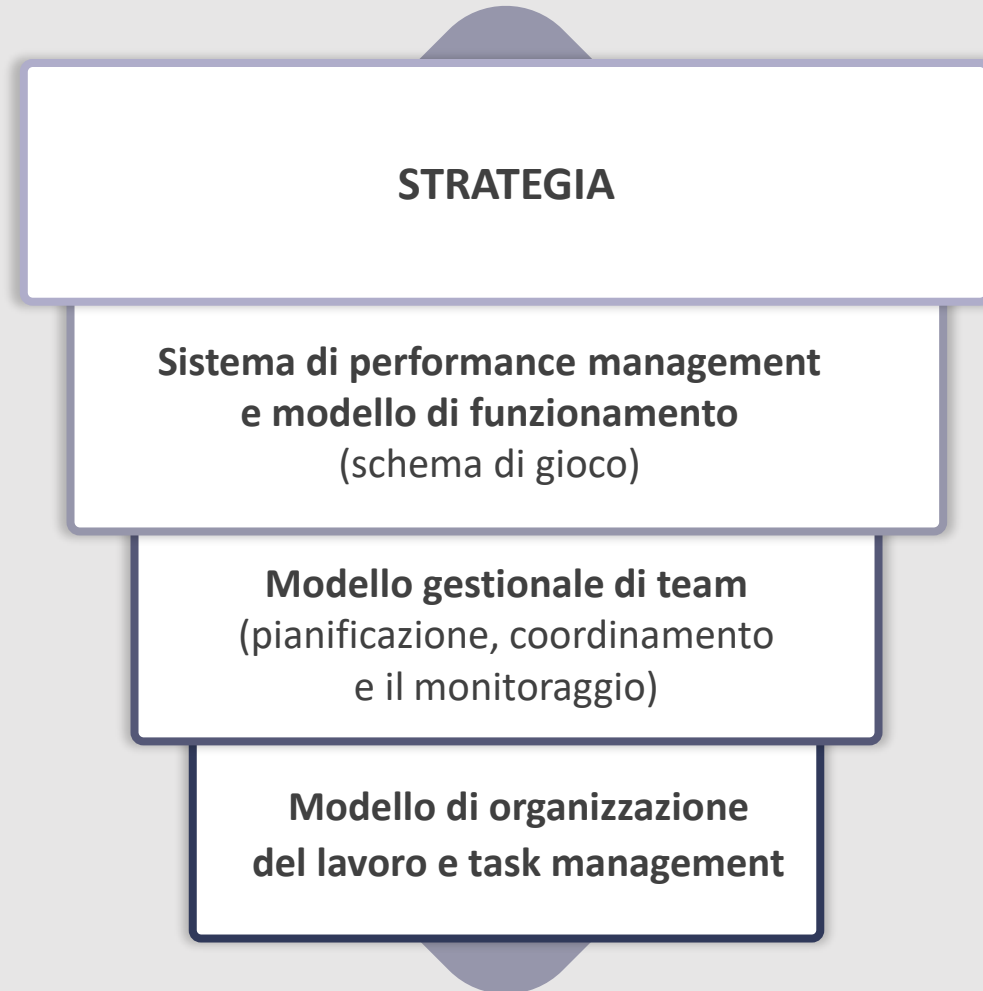 STRATEGIA
Sistema di performance management
e modello di funzionamento
(schema di gioco)
Modello gestionale di team
(pianificazione, coordinamento
e il monitoraggio)
Modello di organizzazione
del lavoro e task management